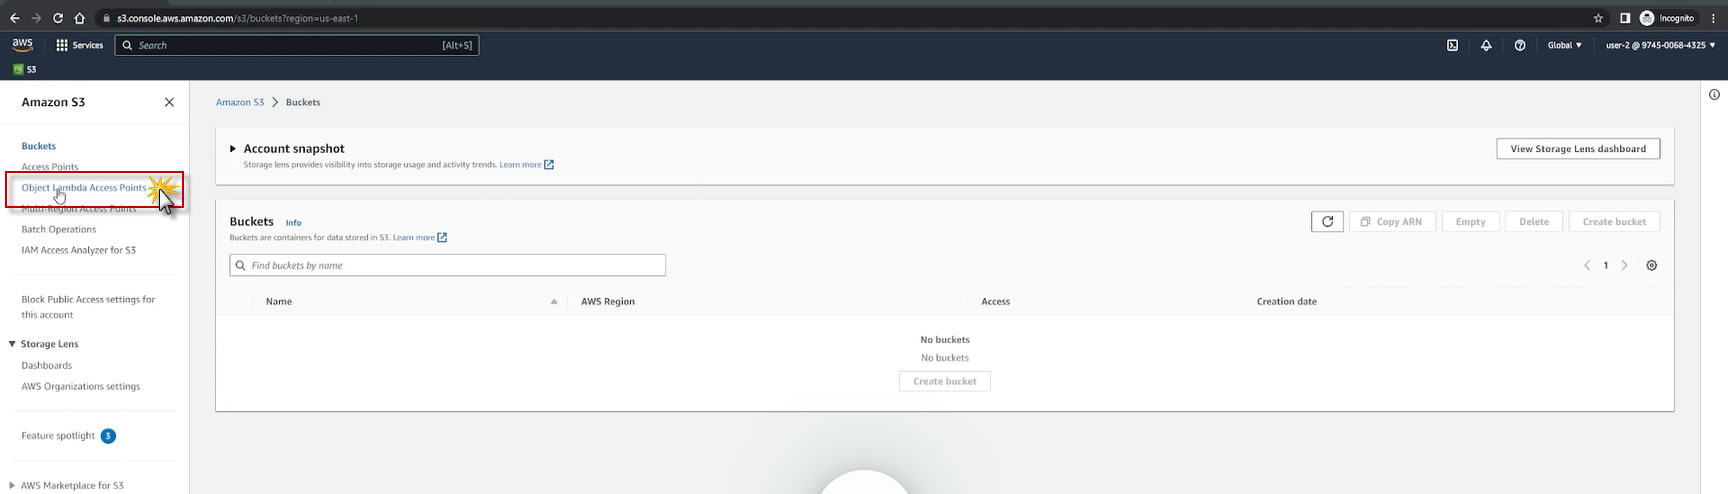 s3.console.aws.amazon.com/s3/buckets?region=us-east-1
Incognito
aws
Services
Search
[Alt+S]
Global ▼
user-2 @ 9745-0068-4325 ▼
S3
Amazon S3
Amazon S3 > Buckets
Buckets
Access Points
Object Lambda Access Points
Multi-Region Access Points
Batch Operations
IAM Access Analyzer for S3
Block Public Access settings for
this account
Storage Lens
Dashboards
AWS Organizations settings
Feature spotlight 3
AWS Marketplace for S3
Account snapshot
Storage lens provides visibility into storage usage and activity trends. Learn more
View Storage Lens dashboard
Buckets Info
Buckets are containers for data stored in S3. Learn more
Copy ARN
Empty
Delete
Create bucket
Find buckets by name
1
Name
AWS Region
Access
Creation date
No buckets
No buckets
Create bucket